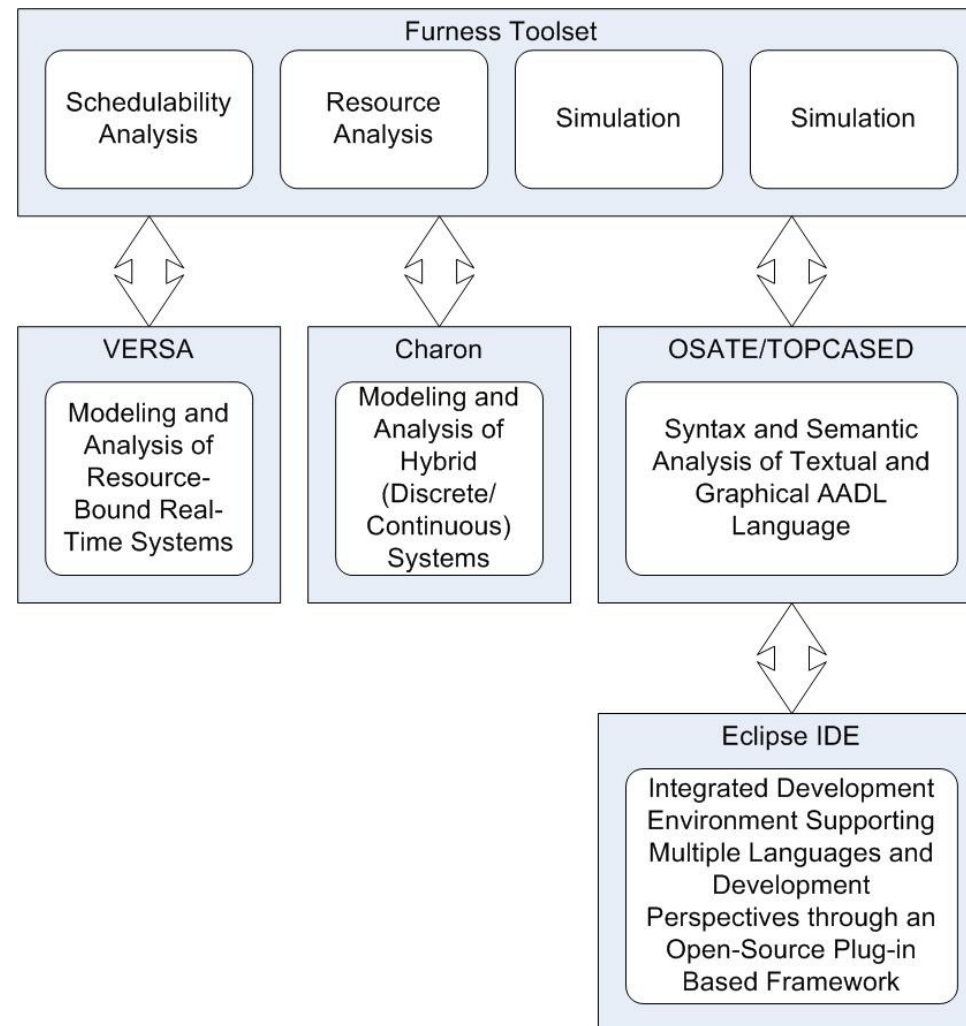 Furness Toolset
Schedulability
Analysis
Resource
Analysis
Simulation
Simulation
VERSA
Modeling and
Analysis of
Resource-
Bound Real-
Time Systems
Charon
Modeling and
Analysis of
Hybrid
(Discrete/
Continuous)
Systems
OSATE/TOPCASED
Syntax and Semantic
Analysis of Textual and
Graphical AADL
Language
Eclipse IDE
Integrated Development
Environment Supporting
Multiple Languages and
Development
Perspectives through an
Open-Source Plug-in
Based Framework